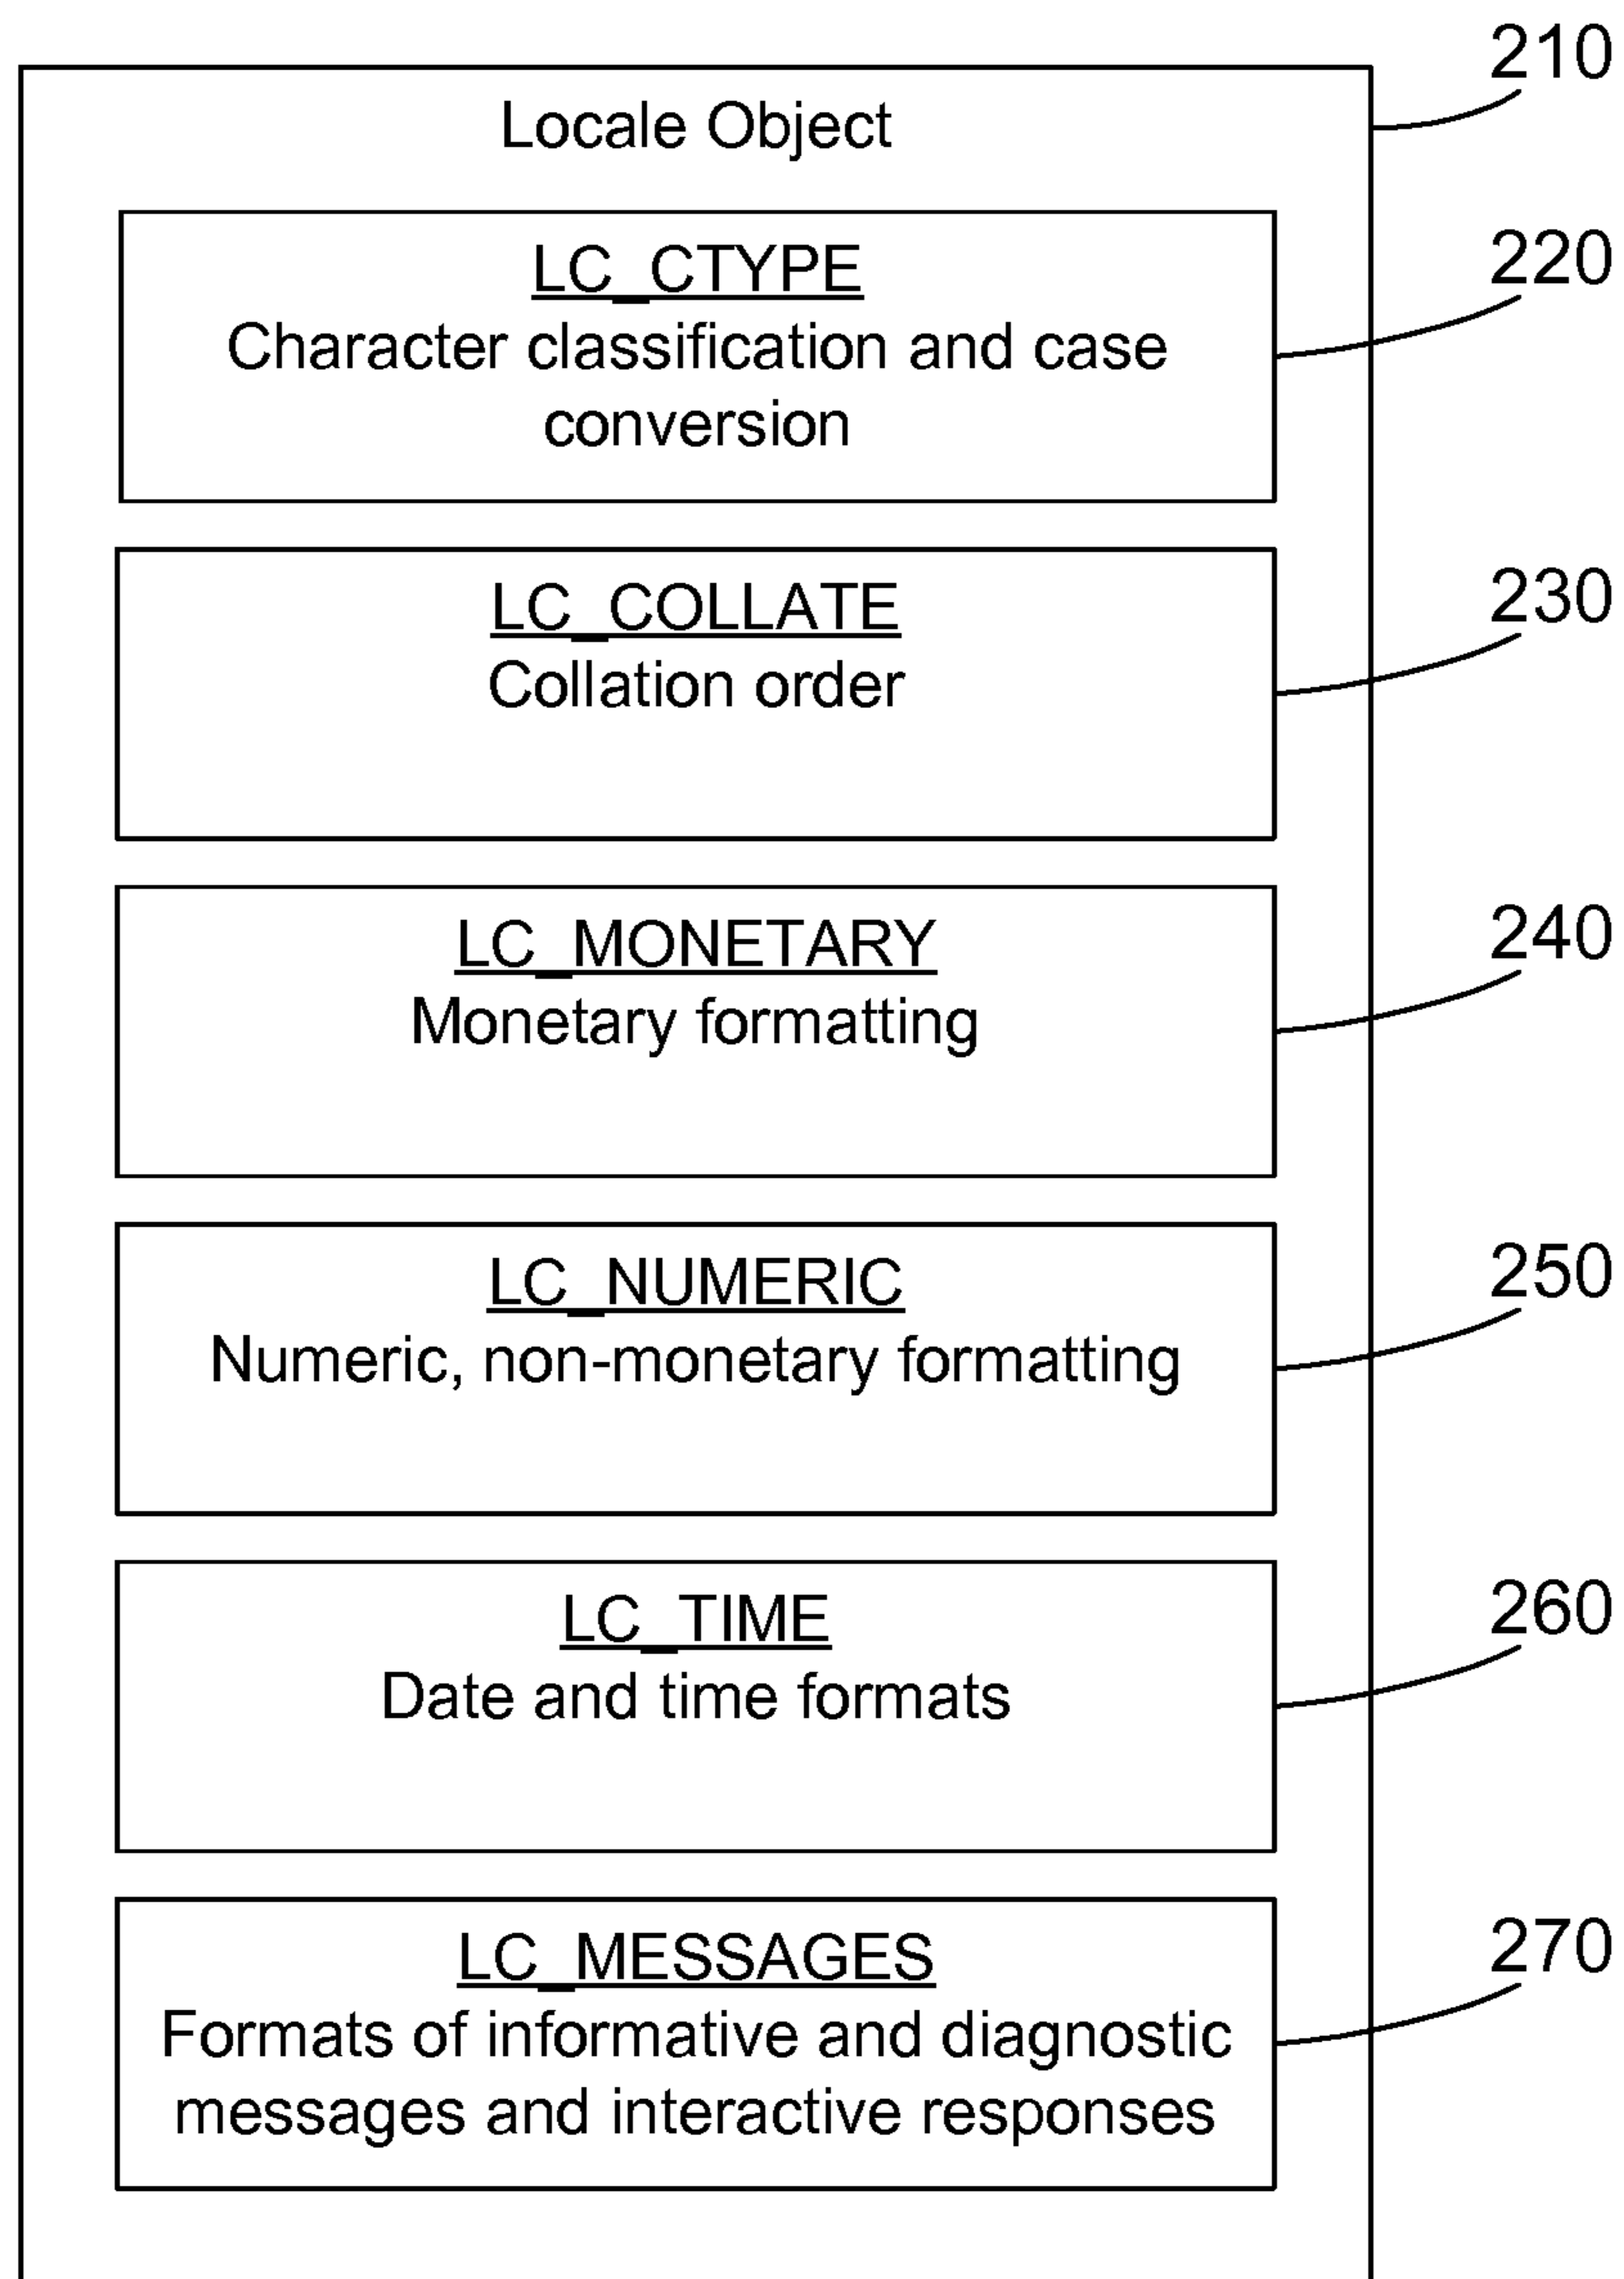 210
Locale Object
220
LC_CTYPE
Character classification and case
conversion
230
LC_COLLATE
Collation order
240
LC_MONETARY
Monetary formatting
250
LC_NUMERIC
Numeric, non-monetary formatting
260
LC_TIME
Date and time formats
270
LC_MESSAGES
Formats of informative and diagnostic
messages and interactive responses